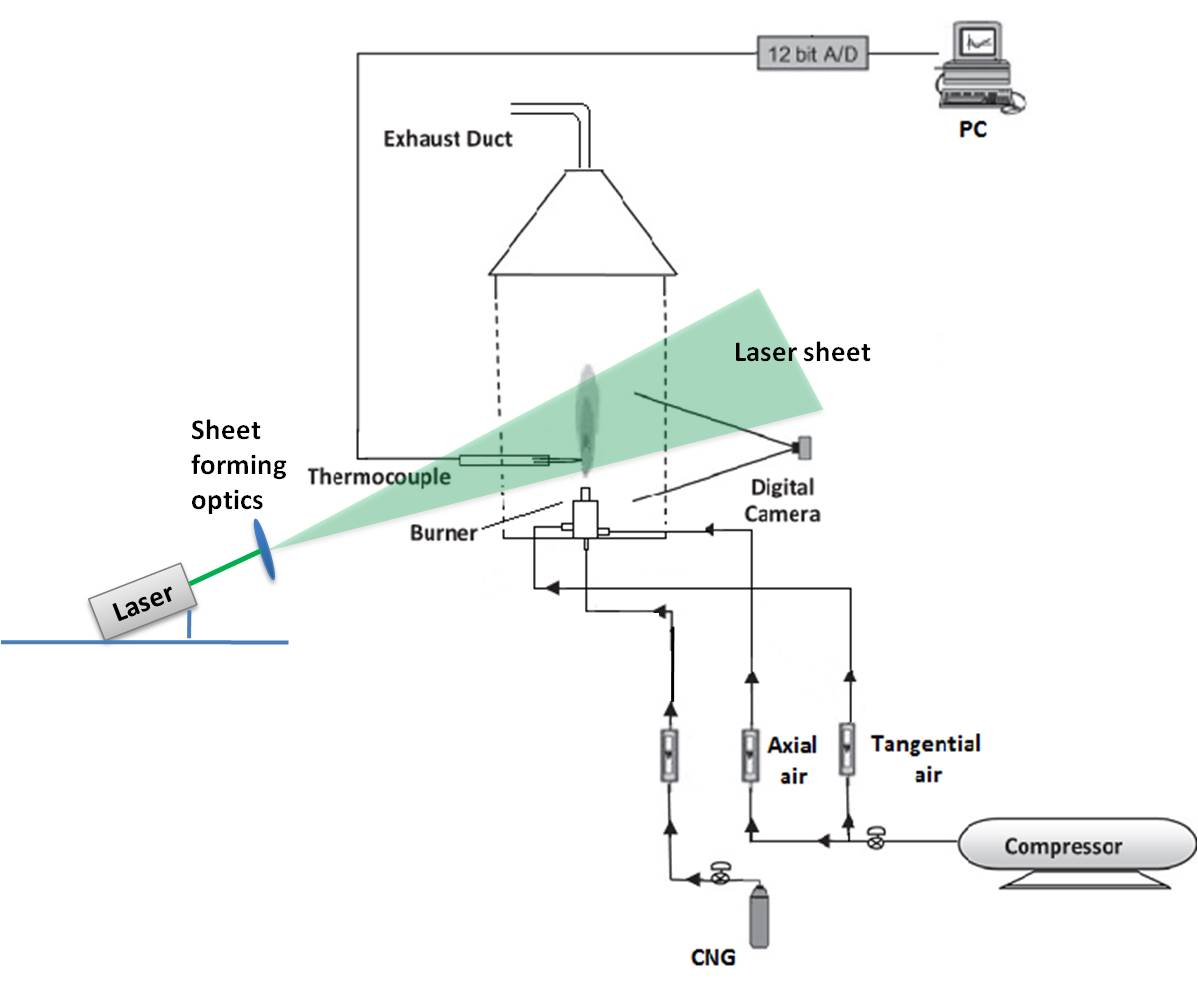 12 bit A/D
PC
Exhaust Duct
Laser sheet
Sheet
forming
optics
Thermocouple
Digital
Camera
Burner
Laser
Axial
air
Tangential
air
Compressor
CNG